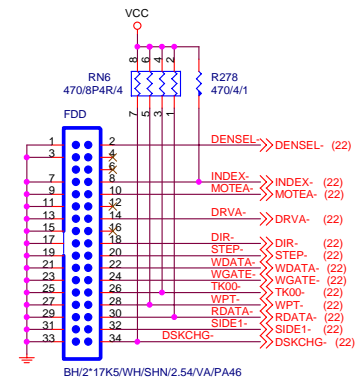 VCC
8 6 4 2
RN6
470/8P4R/4
R278
470/4/1
7 5 3 1
FDD
1 2 DENSEL- DENSEL- (22)
3 4
6
7 8 INDEX- INDEX- (22)
9 10 MOTEA- MOTEA- (22)
11 12
13 14 DRVA- DRVA- (22)
15 16
17 18 DIR- DIR- (22)
19 20 STEP- STEP- (22)
21 22 WDATA- WDATA- (22)
23 24 WGATE- WGATE- (22)
25 26 TK00- TK00- (22)
27 28 WPT- WPT- (22)
29 30 RDATA- RDATA- (22)
31 32 SIDE1- SIDE1- (22)
33 34 DSKCHG- DSKCHG- (22)
BH/2*17K5/WH/SHN/2.54/VA/PA46